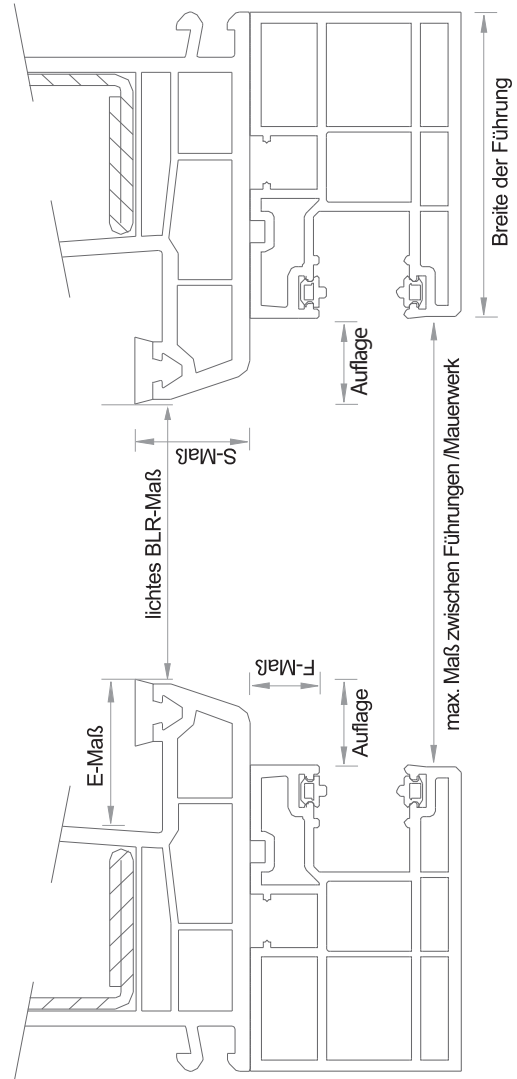 E-Maß
lichtes BLR-Maß
S-Maß
F-Maß
Auflage
Auflage
max. Maß zwischen Führungen /Mauerwerk
Breite der Führung